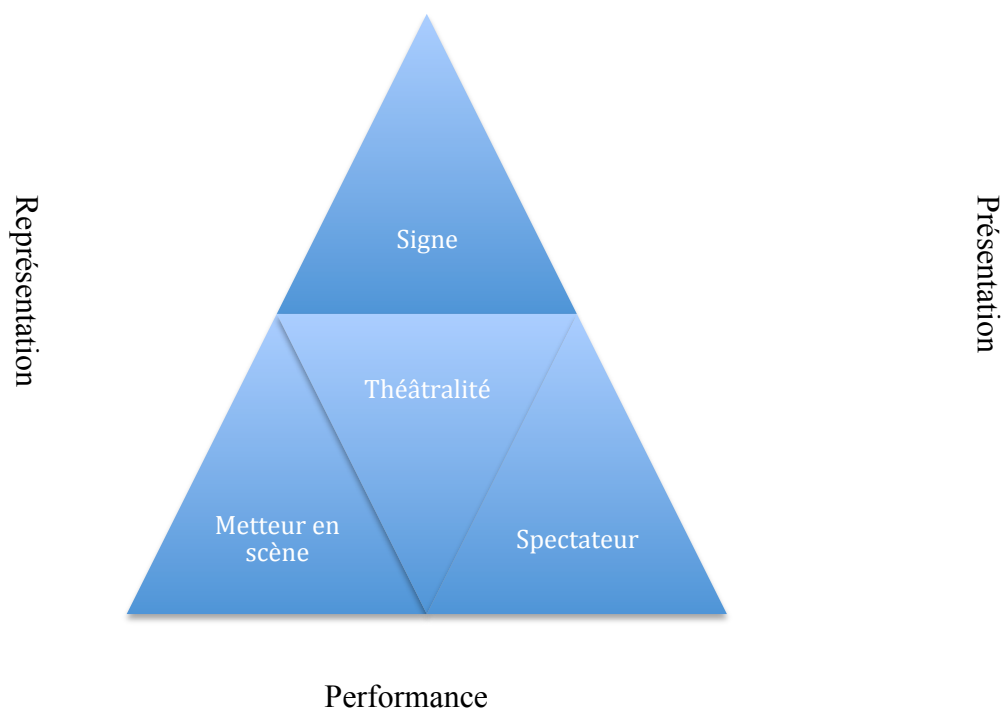 Signe
Représentation
Présentation
Théâtralité
Metteur en
scène
Spectateur
Performance